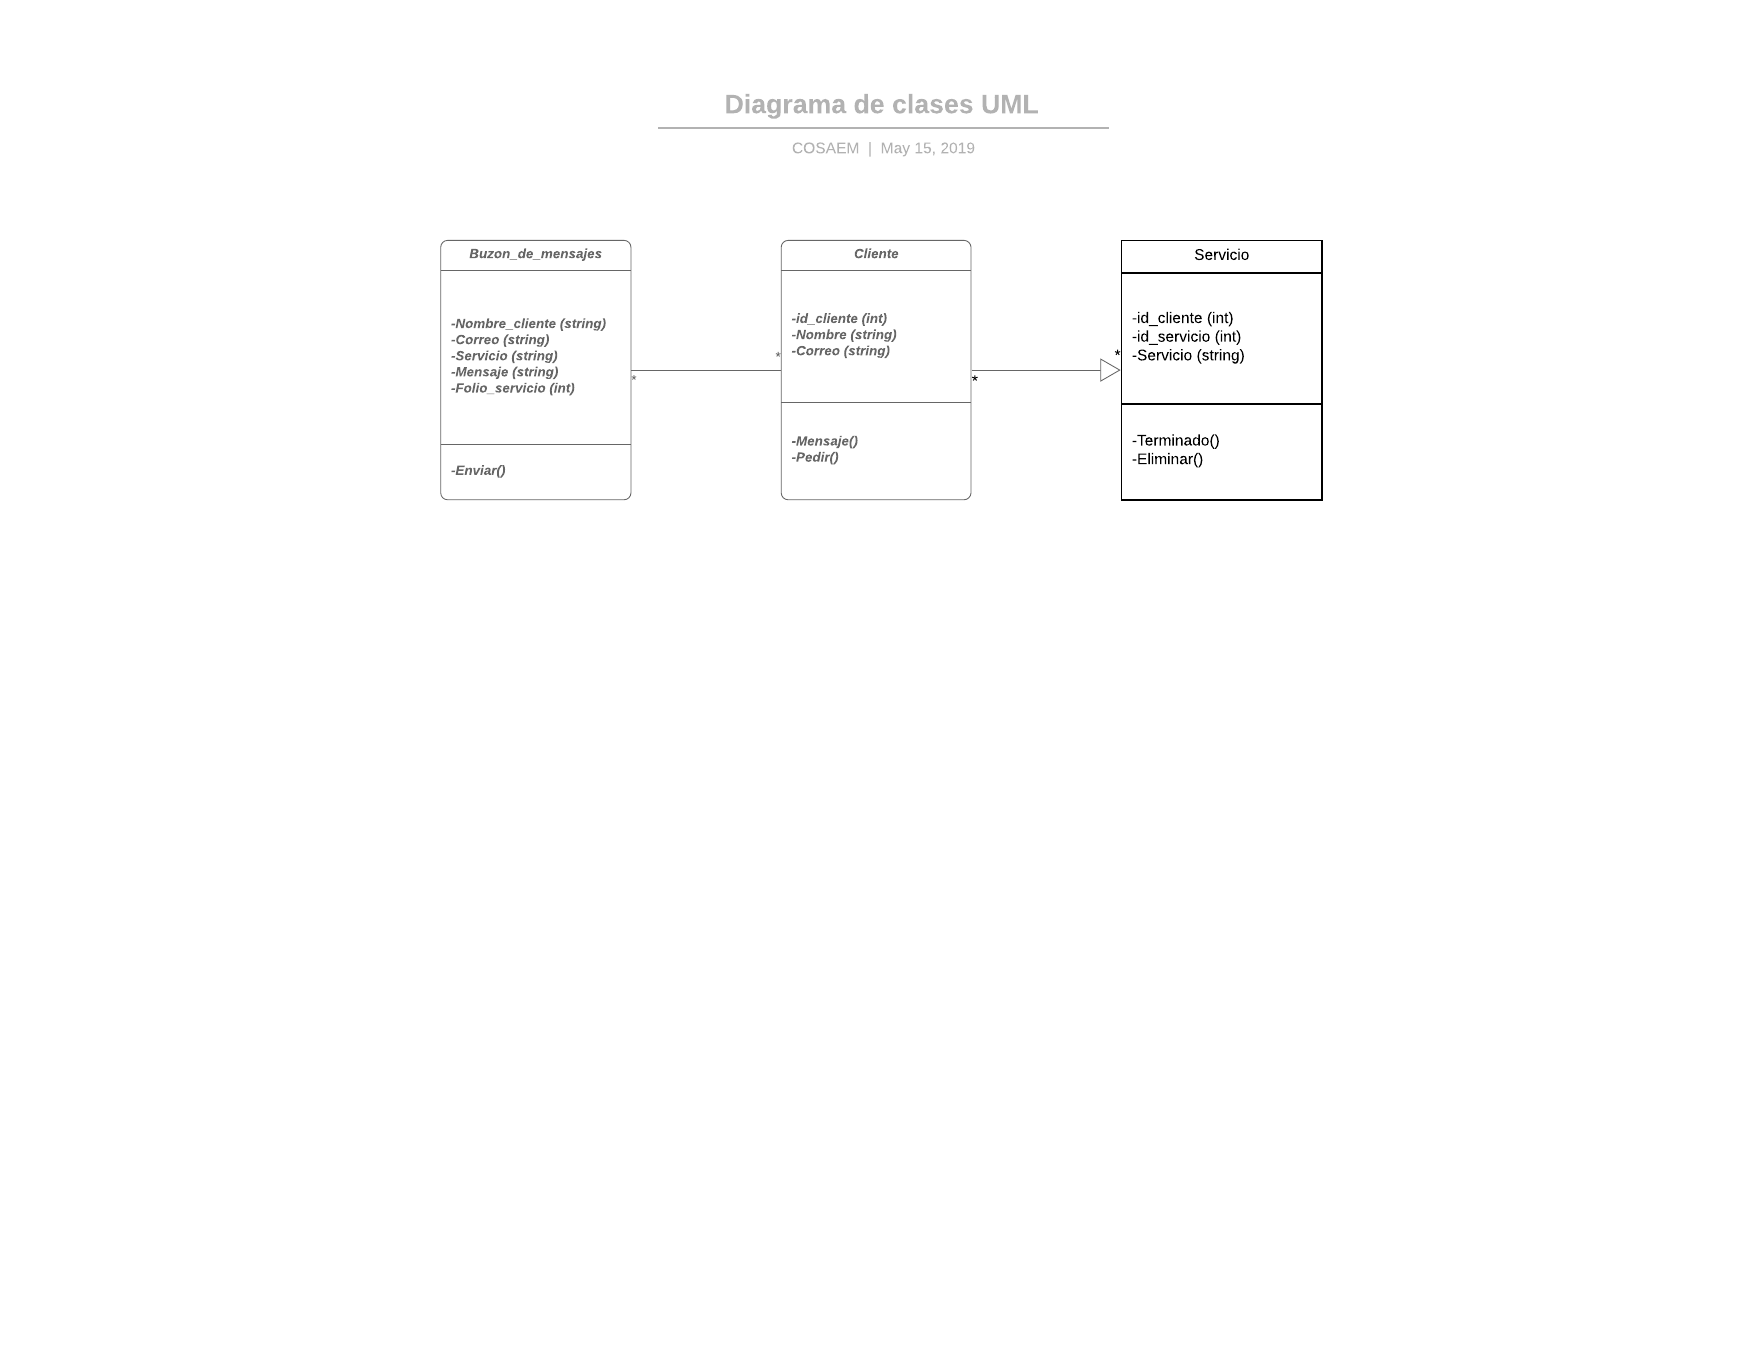 Diagrama de clases UML
COSAEM | May 15, 2019
Buzon_de_mensajes
-Nombre_cliente (string)
-Correo (string)
-Servicio (string)
-Mensaje (string)
-Folio_servicio (int)
-Enviar()
*
*
Cliente
-id_cliente (int)
-Nombre (string)
-Correo (string)
-Mensaje()
-Pedir()
*
*
Servicio
-id_cliente (int)
-id_servicio (int)
-Servicio (string)
-Terminado()
-Eliminar()